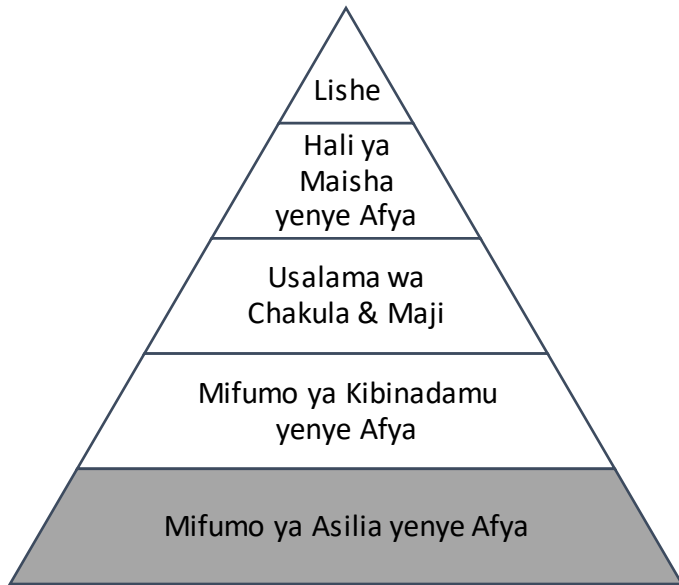 Lishe
Hali ya
Maisha
yenye Afya
Usalama wa
Chakula & Maji
Mifumo ya Kibinadamu
yenye Afya
Mifumo ya Asilia yenye Afya